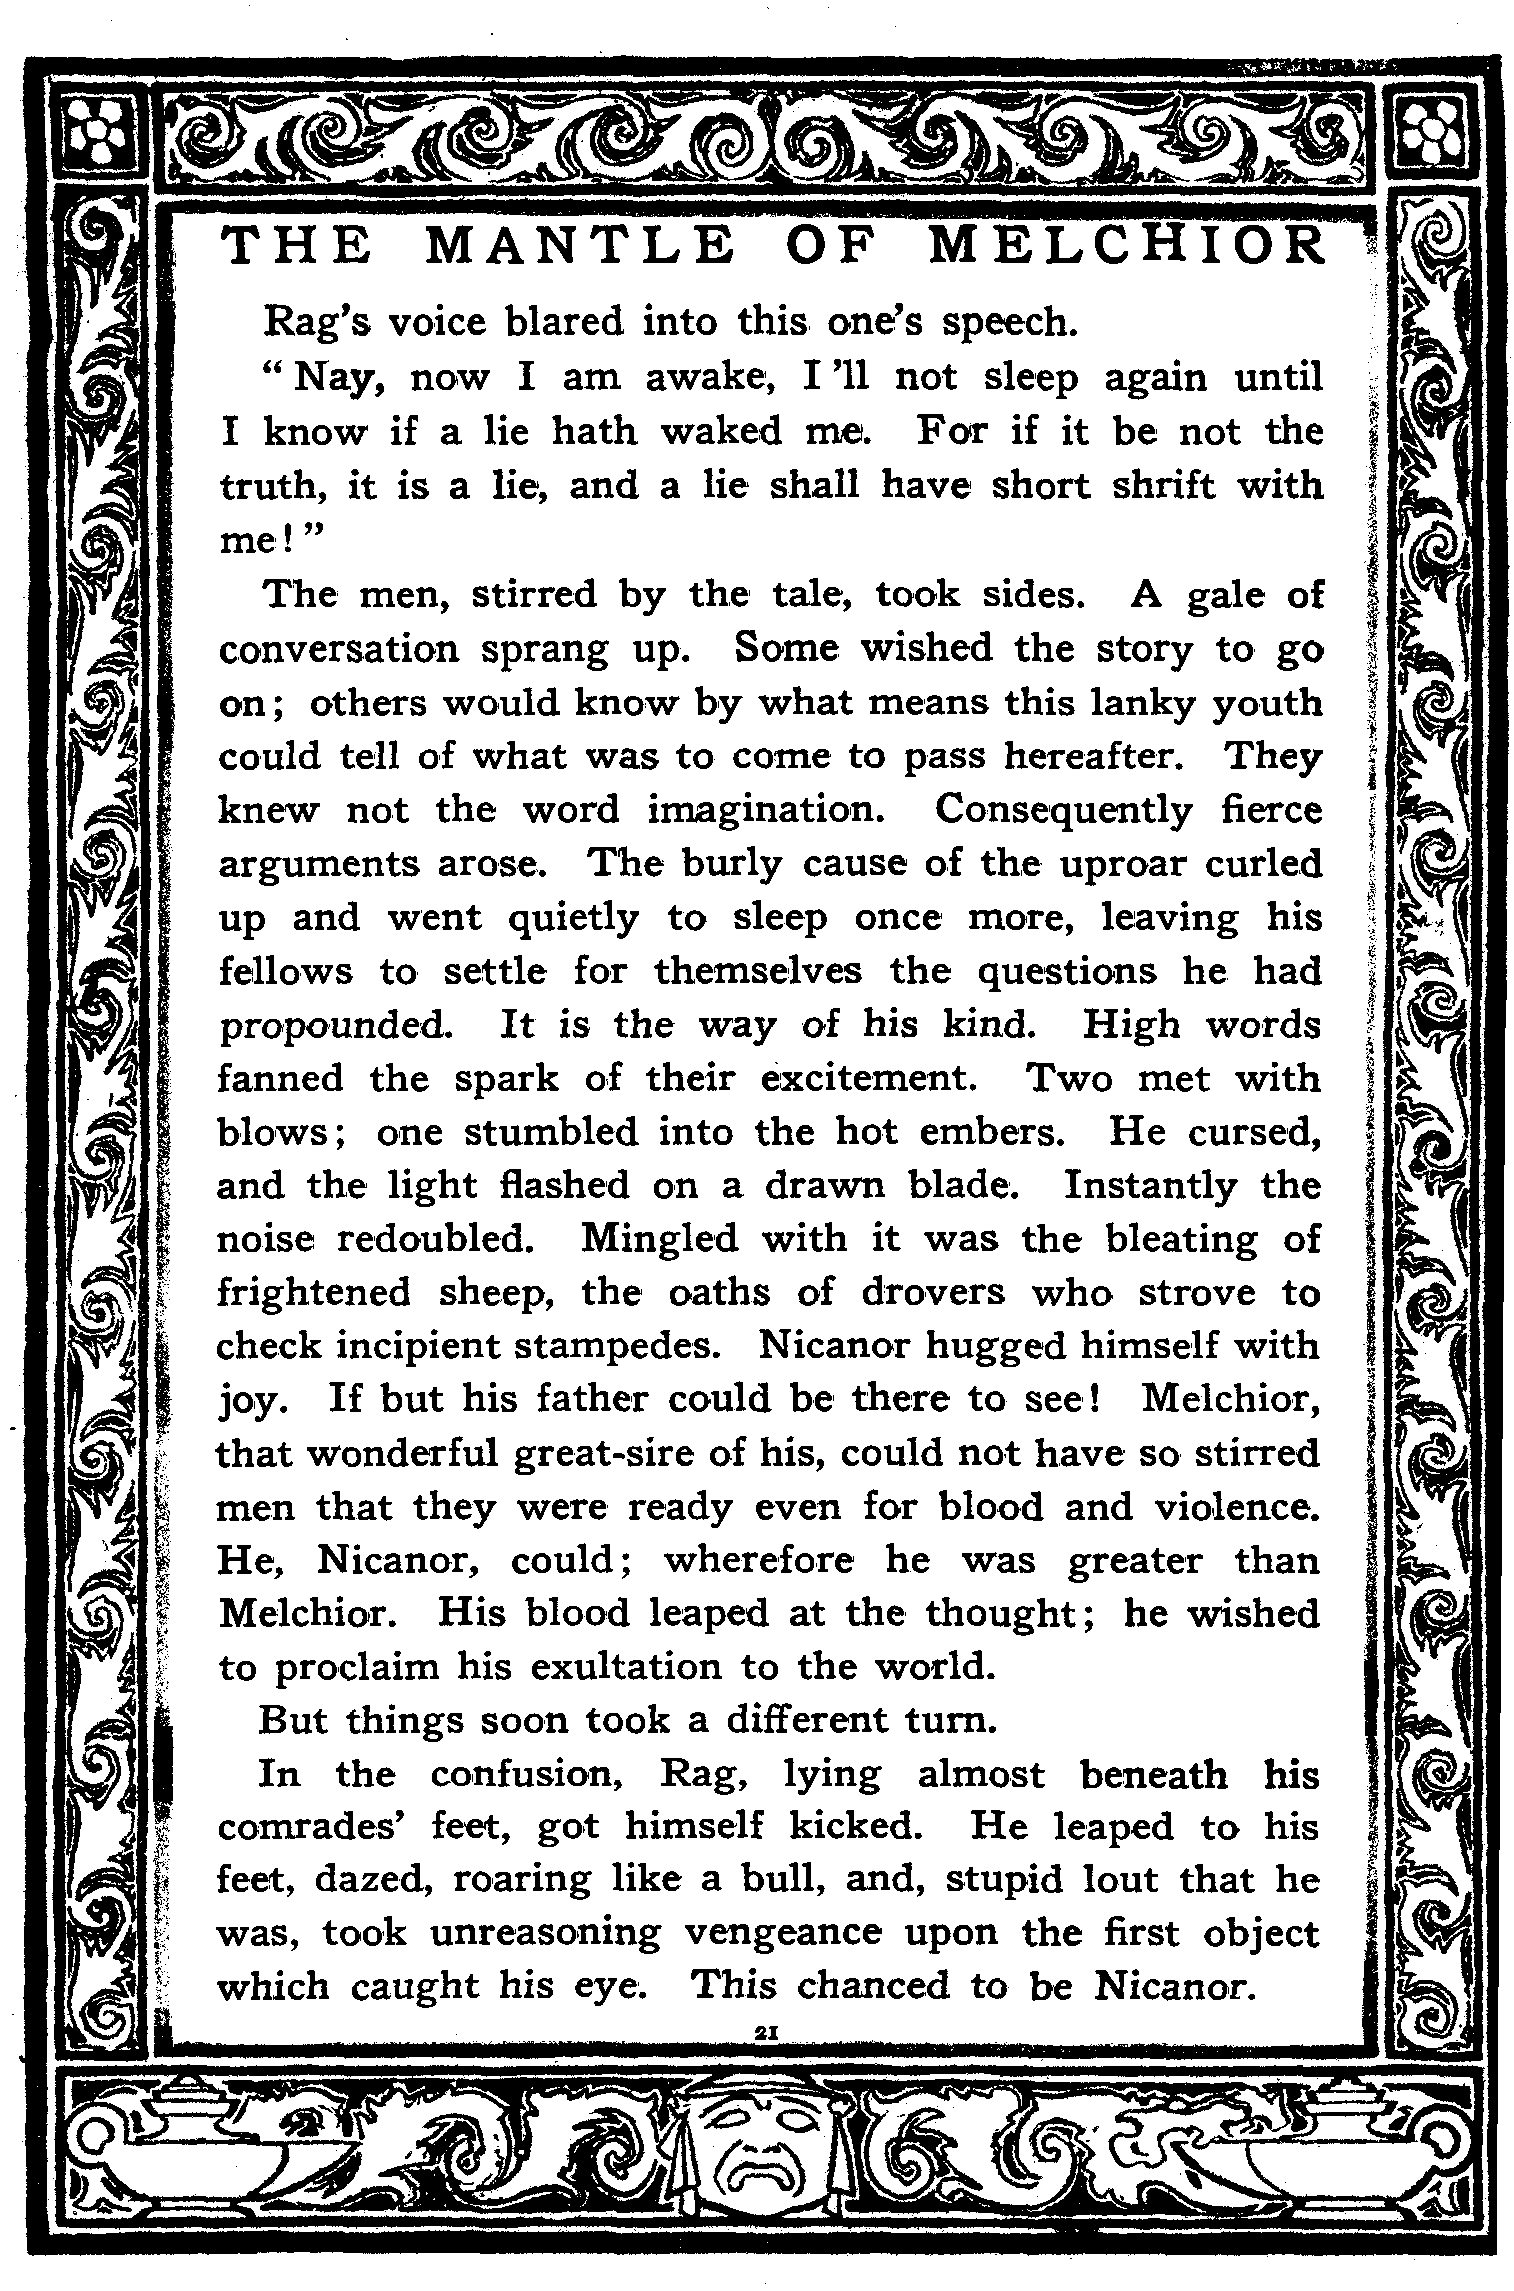 THE MANTLE OF MELCHIOR
Rag's voice blared into this one's speech.
“ Nay, now I am awake, I 'll not sleep again until
I know if a lie hath waked me. For if it be not the
truth, it is a lie, and a lie shall have short shrift with
me! ”
The men, stirred by the tale, took sides. A gale of
conversation sprang up. Some wished the story to go
on; others would know by what means this lanky youth
could tell of what was to come to pass hereafter. They
knew not the word imagination. Consequently fierce
arguments arose. The burly cause of the uproar curled
up and went quietly to sleep once more, leaving his
fellows to settle for themselves the questions he had
propounded. It is the way of his kind. High words
fanned the spark of their excitement. Two met with
blows; one stumbled into the hot embers. He cursed,
and the light flashed on a drawn blade. Instantly the
noise redoubled. Mingled with it was the bleating of
frightened sheep, the oaths of drovers who strove to
check incipient stampedes. Nicanor hugged himself with
joy. If but his father could be there to see! Melchior,
that wonderful great-sire of his, could not have so stirred
men that they were ready even for blood and violence.
He, Nicanor, could; wherefore he was greater than
Melchior. His blood leaped at the thought; he wished
to proclaim his exultation to the world.
But things soon took a different turn.
In the confusion, Rag, lying almost beneath his
comrades' feet, got himself kicked. He leaped to his
feet, dazed, roaring like a bull, and, stupid lout that he
was, took unreasoning vengeance upon the first object
which caught his eye. This chanced to be Nicanor.
21